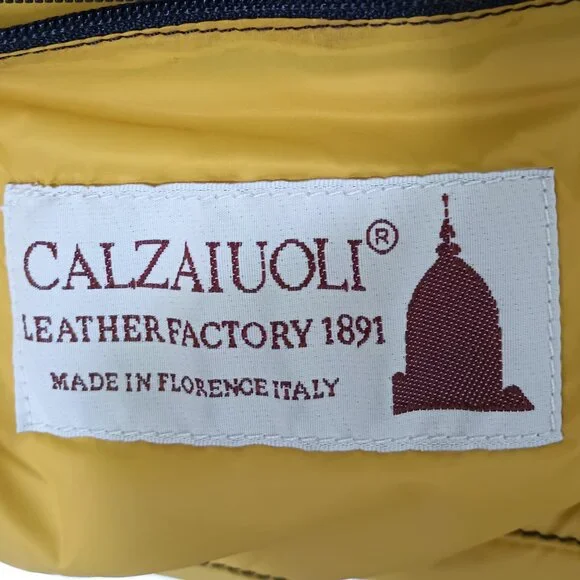 CALZAIUOLI®
LEATHERFACTORY 1891
MADE IN FLORENCE ITALY